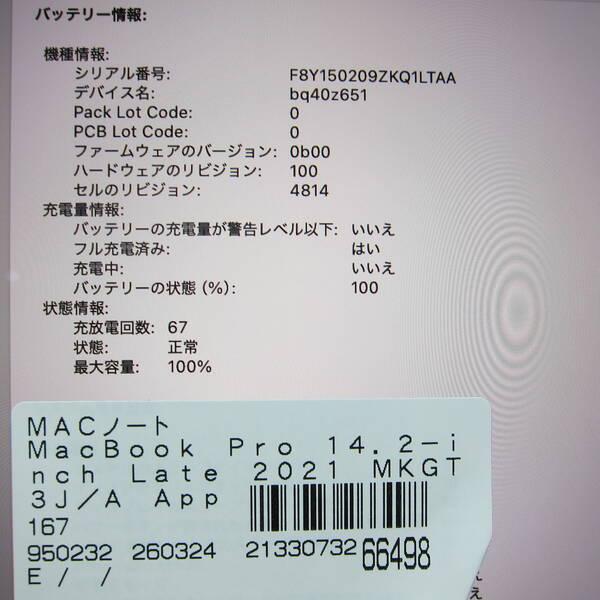 バッテリー情報:
機種情報:
シリアル番号: F8Y150209ZKQ1LTAA
デバイス名: bq40z651
Pack Lot Code: 0
PCB Lot Code: 0
ファームウェアのバージョン: 0b00
ハードウェアのリビジョン: 100
セルのリビジョン: 4814
充電量情報:
バッテリーの充電量が警告レベル以下: いいえ
フル充電済み: はい
充電中: いいえ
バッテリーの状態 (%): 100
状態情報:
充放電回数: 67
状態: 正常
最大容量: 100%
MACノート
MacBook Pro 14.2-i
nch Late 2021 MKGT
3J/A App
167
950232 260324 21330732 66498
E / /
え